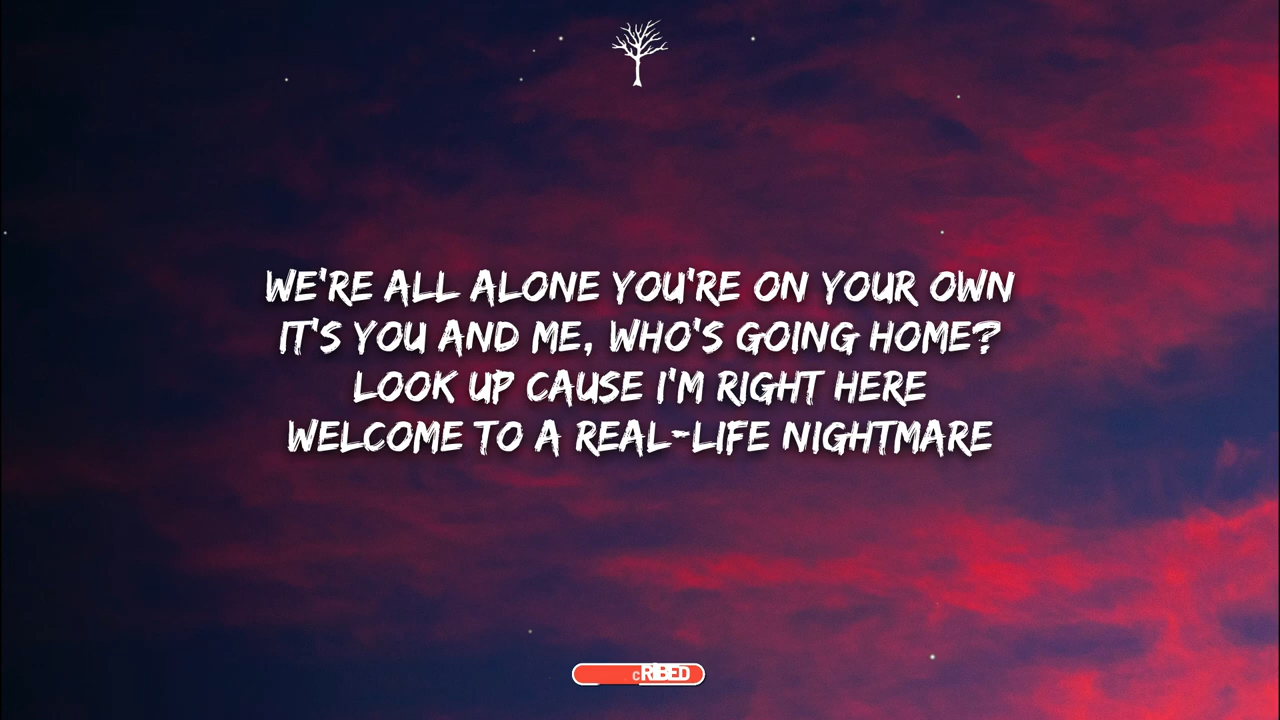 WE'RE ALL ALONE YOU'RE ON YOUR OWN
IT'S YOU AND ME, WHO'S GOING HOME?
LOOK UP CAUSE I'M RIGHT HERE
WELCOME TO A REAL-LIFE NIGHTMARE
cRIBED